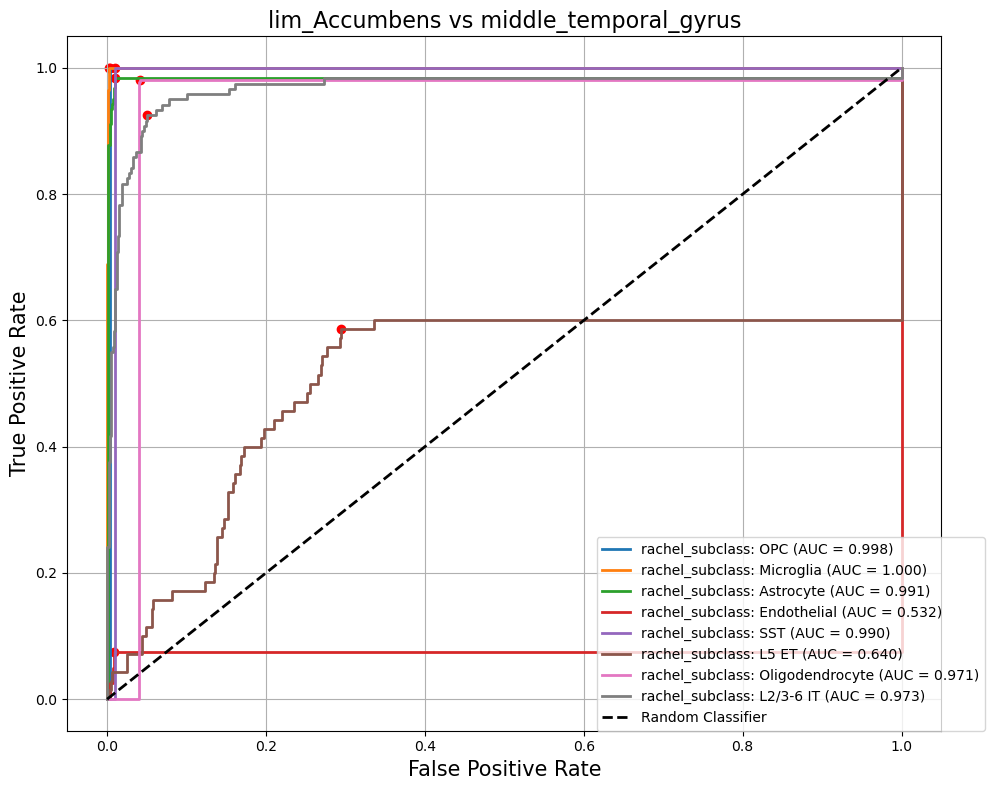 lim_Accumbens vs middle_temporal_gyrus
True Positive Rate
1.0
0.8
0.6
0.4
0.2
0.0
rachel_subclass: OPC (AUC = 0.998)
rachel_subclass: Microglia (AUC = 1.000)
rachel_subclass: Astrocyte (AUC = 0.991)
rachel_subclass: Endothelial (AUC = 0.532)
rachel_subclass: SST (AUC = 0.990)
rachel_subclass: L5 ET (AUC = 0.640)
rachel_subclass: Oligodendrocyte (AUC = 0.971)
rachel_subclass: L2/3-6 IT (AUC = 0.973)
Random Classifier
0.0 0.2 0.4 0.6 0.8 1.0
False Positive Rate